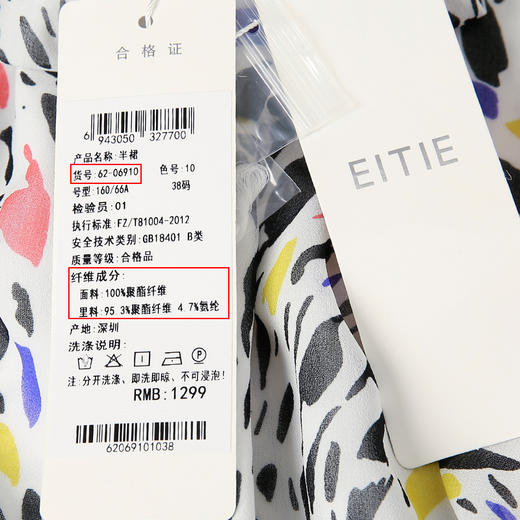 合格证
6 943050 327700
产品名称: 半裙
货号: 62-06910 色号: 10
号型: 160/66A 38码
检验员: 01
执行标准: FZ/T81004-2012
安全技术类别: GB18401 B类
质量等级: 合格品
纤维成分:
面料: 100%聚酯纤维
里料: 95 3%聚酯纤维 4.7%氨纶
产地: 深圳
洗涤说明:
注: 分开洗涤、即洗即晾、不可浸泡!
RMB: 1299
62069101038
EITIE